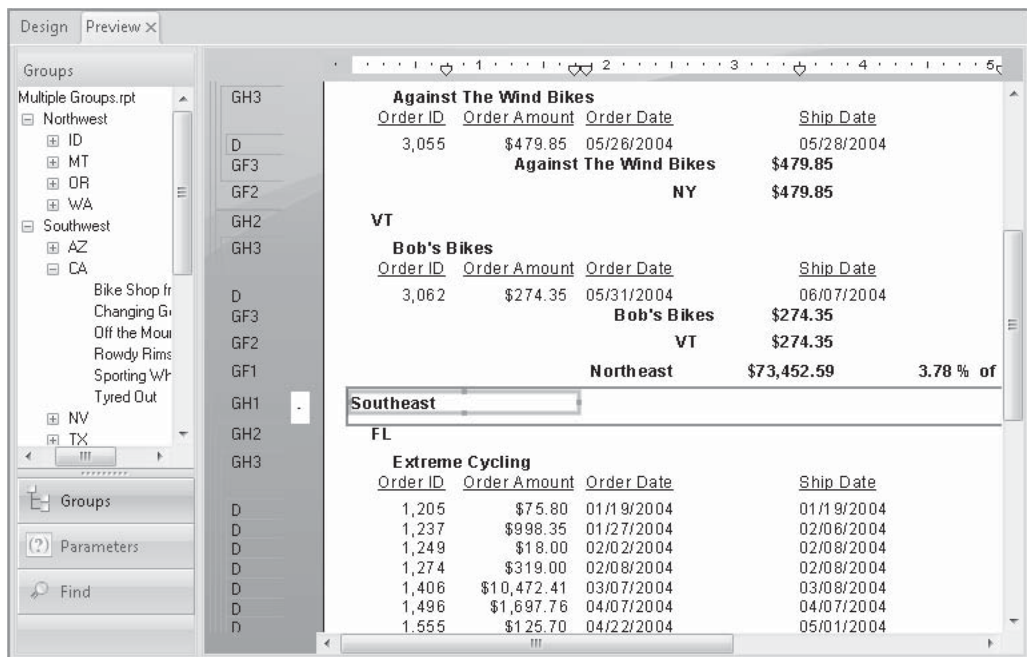 Design Preview
Groups
1 2 3 4 5
Multiple Groups.rpt
Northwest
ID
MT
OR
WA
Southwest
AZ
CA
Bike Shop fr
Changing G
Off the Mou
Rowdy Rims
Sporting Wh
Tyred Out
NV
TX
Groups
Parameters
Find
GH3 Against The Wind Bikes
Order ID Order Amount Order Date Ship Date
D 3,055 $479.85 05/26/2004 05/28/2004
GF3 Against The Wind Bikes $479.85
GF2 NY $479.85
GH2 VT
GH3 Bob's Bikes
Order ID Order Amount Order Date Ship Date
D 3,062 $274.35 05/31/2004 06/07/2004
GF3 Bob's Bikes $274.35
GF2 VT $274.35
GF1 Northeast $73,452.59 3.78 % of
GH1 Southeast
GH2 FL
GH3 Extreme Cycling
Order ID Order Amount Order Date Ship Date
D 1,205 $75.80 01/19/2004 01/19/2004
D 1,237 $998.35 01/27/2004 02/06/2004
D 1,249 $18.00 02/02/2004 02/08/2004
D 1,274 $319.00 02/08/2004 02/08/2004
D 1,406 $10,472.41 03/07/2004 03/08/2004
D 1,496 $1,697.76 04/07/2004 04/07/2004
D 1,555 $125.70 04/22/2004 05/01/2004